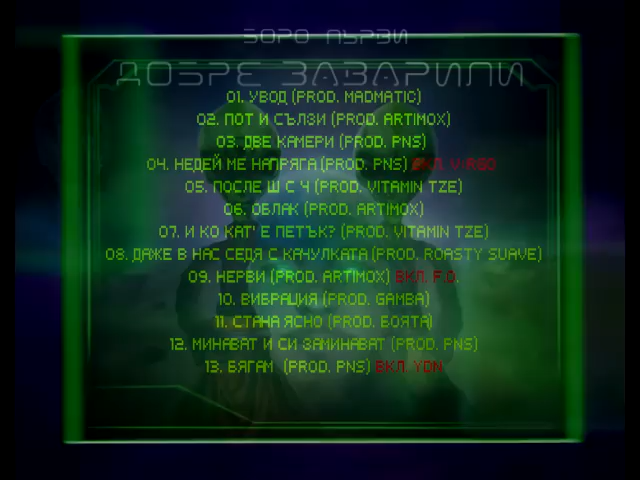 БОРО ПЪРВИ
ДОБРЕ ЗАВАРИЛИ
01. УВОД (PROD. MADMATIC)
02. ПОТ И СЪЛЗИ (PROD. ARTIMOX)
03. ДВЕ КАМЕРИ (PROD. PNS)
04. НЕДЕЙ МЕ НАПРЯГА (PROD. PNS) ВКЛ. V:RGO
05. ПОСЛЕ Ш С Ч (PROD. VITAMIN TZE)
06. ОБЛАК (PROD. ARTIMOX)
07. И КО КАТ' Е ПЕТЪК? (PROD. VITAMIN TZE)
08. ДАЖЕ В НАС СЕДЯ С КАЧУЛКАТА (PROD. ROASTY SUAVE)
09. НЕРВИ (PROD. ARTIMOX) ВКЛ. F.O.
10. ВИБРАЦИЯ (PROD. GAMBA)
11. СТАНА ЯСНО (PROD. БОЯТА)
12. МИНАВАТ И СИ ЗАМИНАВАТ (PROD. PNS)
13. БЯГАМ (PROD. PNS) ВКЛ. YDN